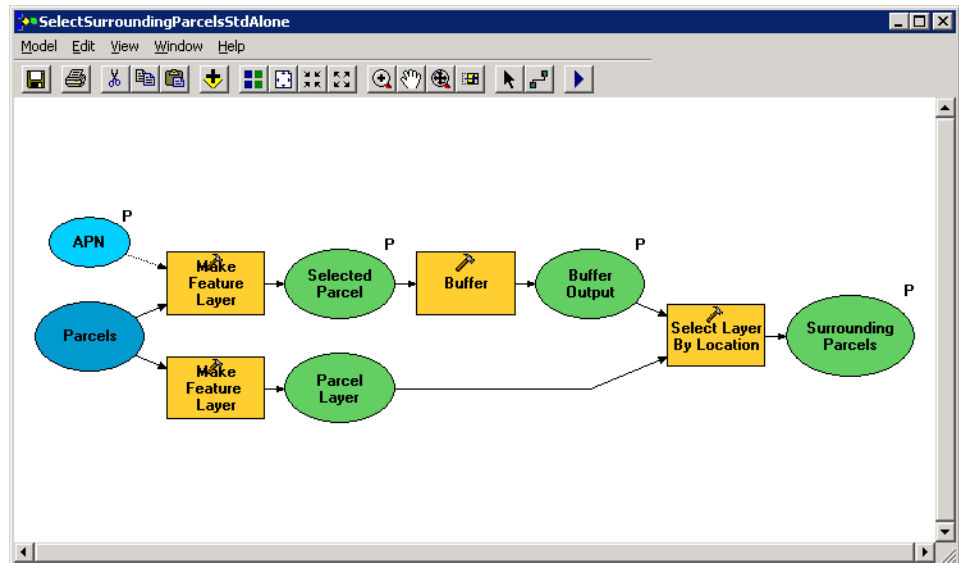 SelectSurroundingParcelsStdAlone
Model Edit View Window Help
P
APN
Make
Feature
Layer
P
Selected
Parcel
Buffer
P
Buffer
Output
Parcels
Make
Feature
Layer
Parcel
Layer
Select Layer
By Location
P
Surrounding
Parcels